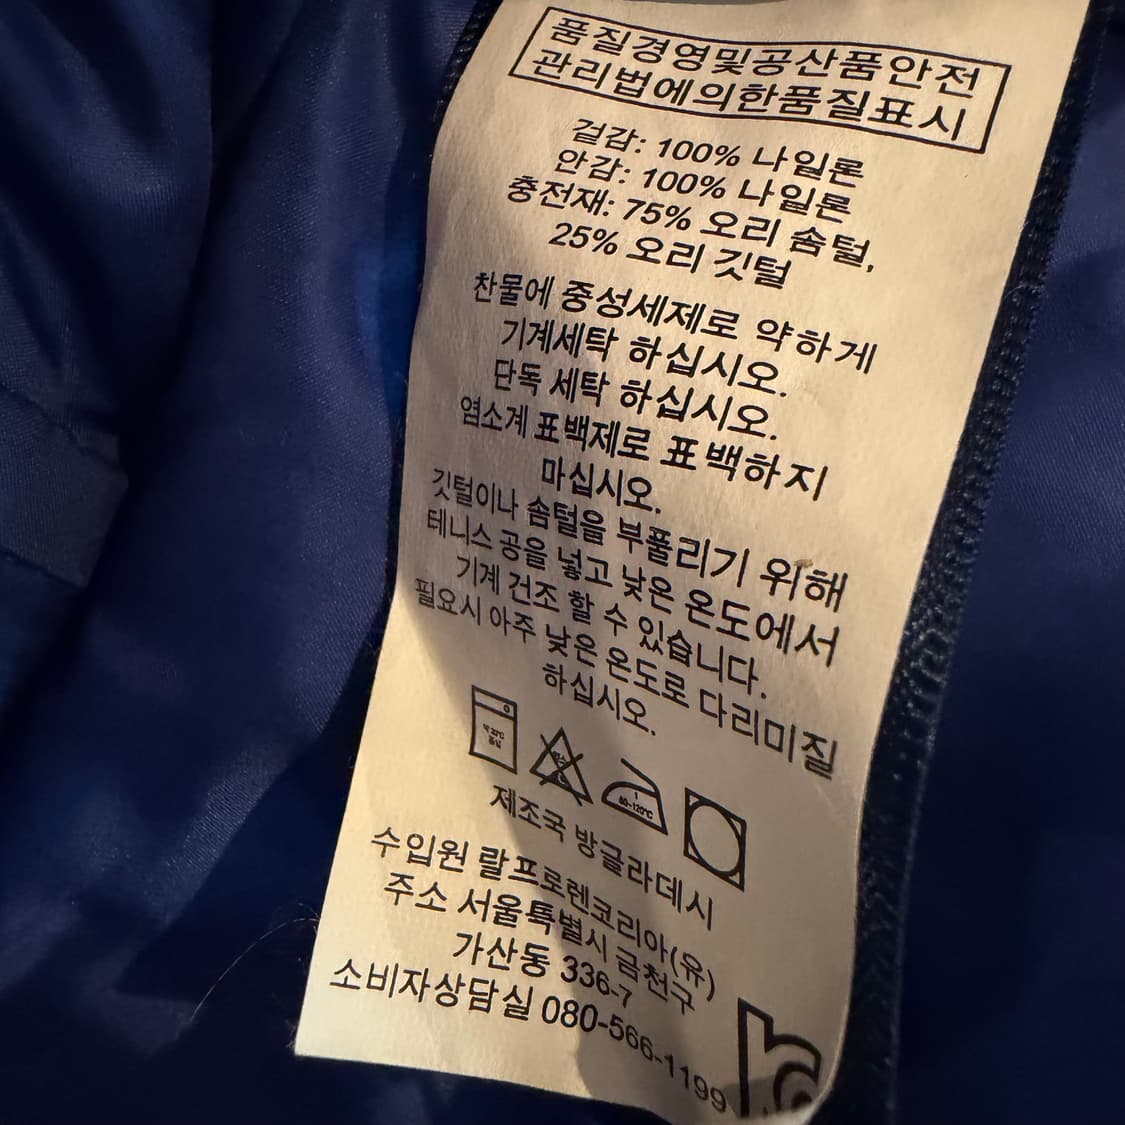 품질경영및공산품안전
관리법에의한품질표시
겉감: 100% 나일론
안감: 100% 나일론
충전재: 75% 오리 솜털,
25% 오리 깃털
찬물에 중성세제로 약하게
기계세탁 하십시오.
단독 세탁 하십시오.
염소계 표백제로 표백하지
마십시오.
깃털이나 솜털을 부풀리기 위해
테니스 공을 넣고 낮은 온도에서
기계 건조 할 수 있습니다.
필요시 아주 낮은 온도로 다리미질
하십시오.
약 30℃
중성
염소
1
80~120℃
제조국 방글라데시
수입원 랄프로렌코리아(유)
주소 서울특별시 금천구
가산동 336-7
소비자상담실 080-566-1199